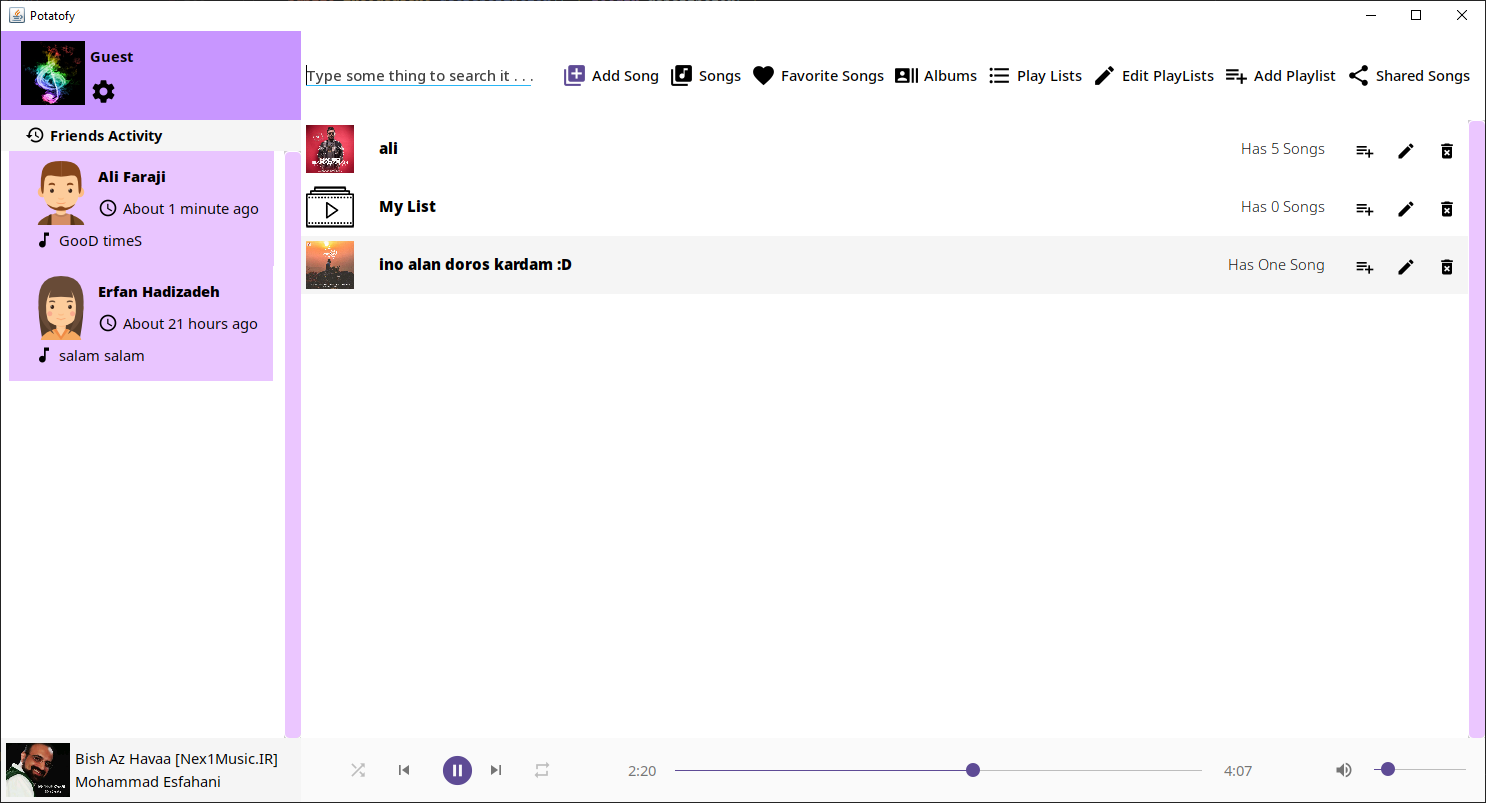 Potatofy
Guest
Type some thing to search it . . .
Add Song
Songs
Favorite Songs
Albums
Play Lists
Edit PlayLists
Add Playlist
Shared Songs
Friends Activity
Ali Faraji
About 1 minute ago
GooD timeS
Erfan Hadizadeh
About 21 hours ago
salam salam
ali
Has 5 Songs
My List
Has 0 Songs
ino alan doros kardam :D
Has One Song
Bish Az Havaa [Nex1Music.IR]
Mohammad Esfahani
2:20
4:07